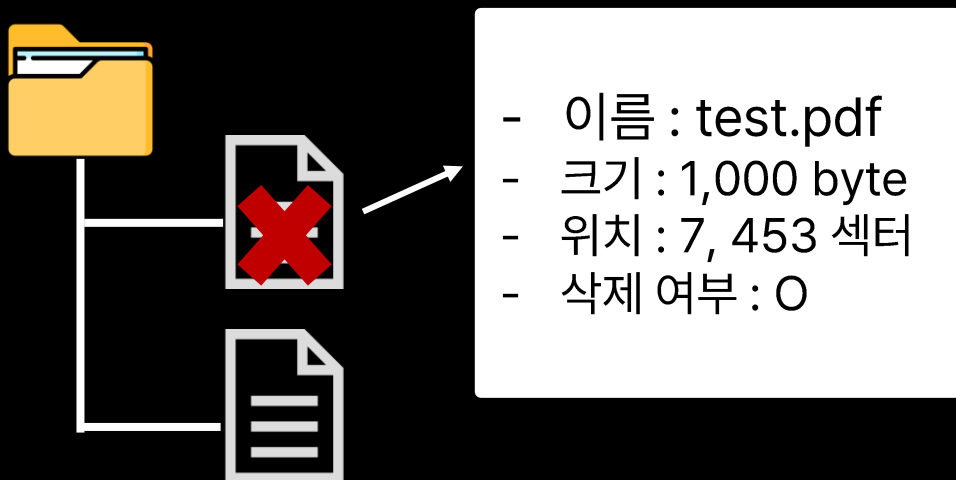 - 이름 : test.pdf
- 크기 : 1,000 byte
- 위치 : 7, 453 섹터
- 삭제 여부 : O